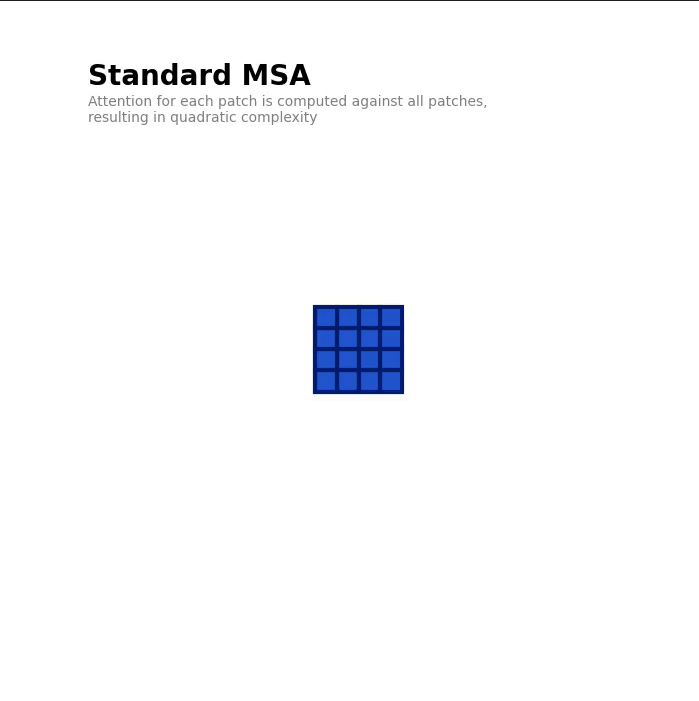 Standard MSA
Attention for each patch is computed against all patches,
resulting in quadratic complexity